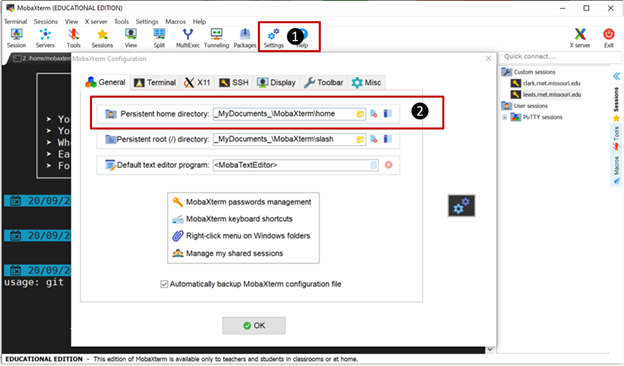 MobaXterm (EDUCATIONAL EDITION)
Terminal Sessions View X server Tools Settings Macros Help
Session Servers Tools Sessions View Split MultiExec Tunneling Packages Settings Help X server Exit
1
2: /home/mobaxterm
MobaXterm Configuration
Quick connect...
General Terminal X11 SSH Display Toolbar Misc
Persistent home directory: _MyDocuments_\MobaXterm\home
2
Persistent root (/) directory: _MyDocuments_\MobaXterm\slash
Default text editor program: <MobaTextEditor>
MobaXterm passwords management
MobaXterm keyboard shortcuts
Right-click menu on Windows folders
Manage my shared sessions
Automatically backup MobaXterm configuration file
OK
➤ Yo
➤ Yo
➤ Whe
➤ Ea
➤ Fo
20/09/2
20/09/2
20/09/2
usage: git
Custom sessions
clark.rnet.missouri.edu
lewis.rnet.missouri.edu
User sessions
PuTTY sessions
Sessions
Tools
Macros
EDUCATIONAL EDITION - This edition of MobaXterm is available only to teachers and students in classrooms or at home.